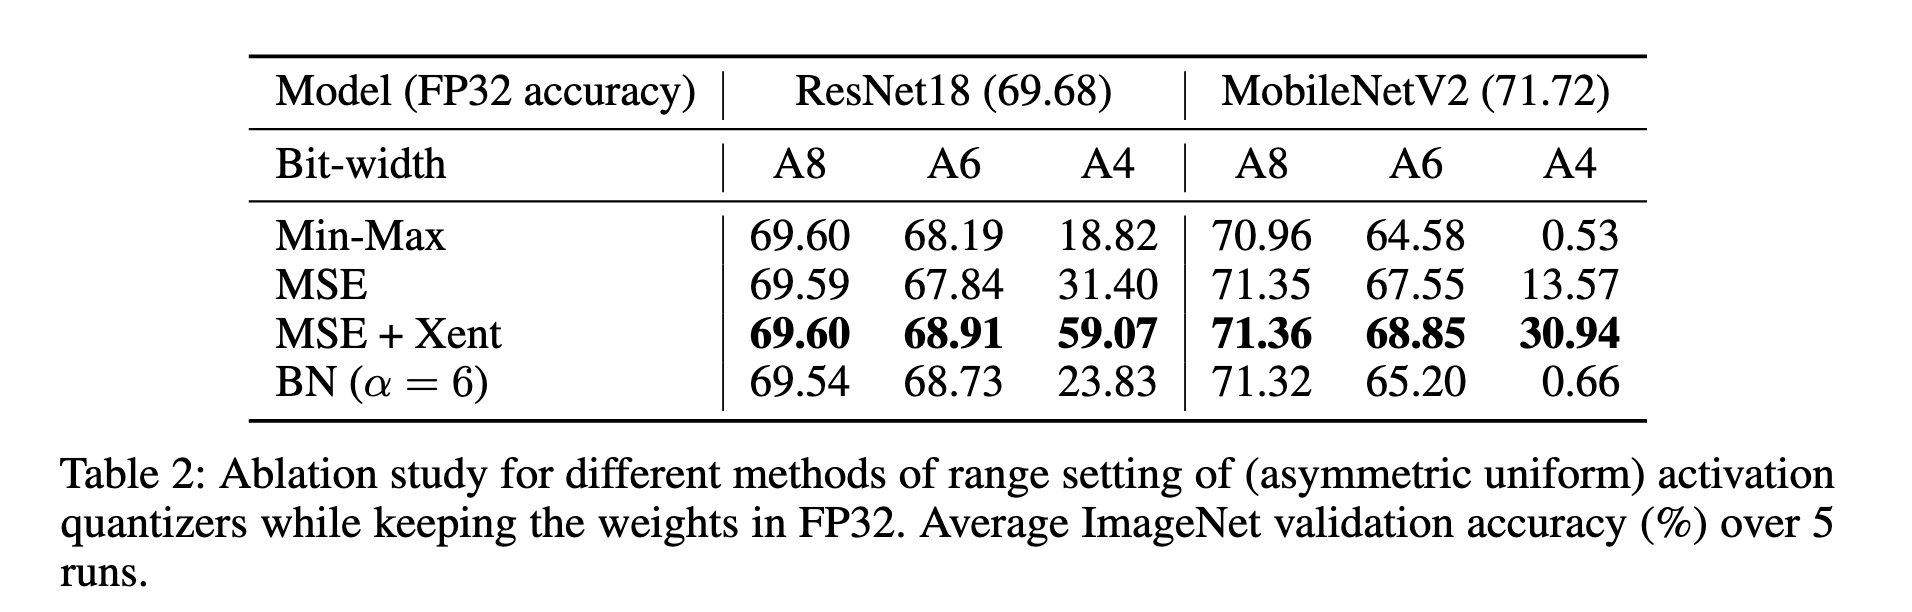 Model (FP32 accuracy) ResNet18 (69.68) MobileNetV2 (71.72)
Bit-width A8 A6 A4 A8 A6 A4
Min-Max 69.60 68.19 18.82 70.96 64.58 0.53
MSE 69.59 67.84 31.40 71.35 67.55 13.57
MSE + Xent 69.60 68.91 59.07 71.36 68.85 30.94
BN (α = 6) 69.54 68.73 23.83 71.32 65.20 0.66
Table 2: Ablation study for different methods of range setting of (asymmetric uniform) activation
quantizers while keeping the weights in FP32. Average ImageNet validation accuracy (%) over 5
runs.